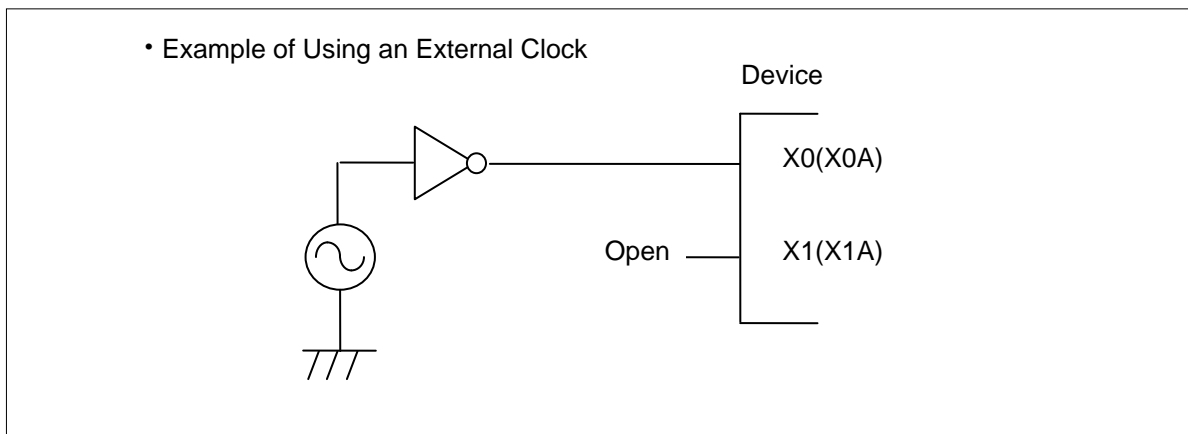 ・Example of Using an External Clock
Device
X0(X0A)
Open
X1(X1A)